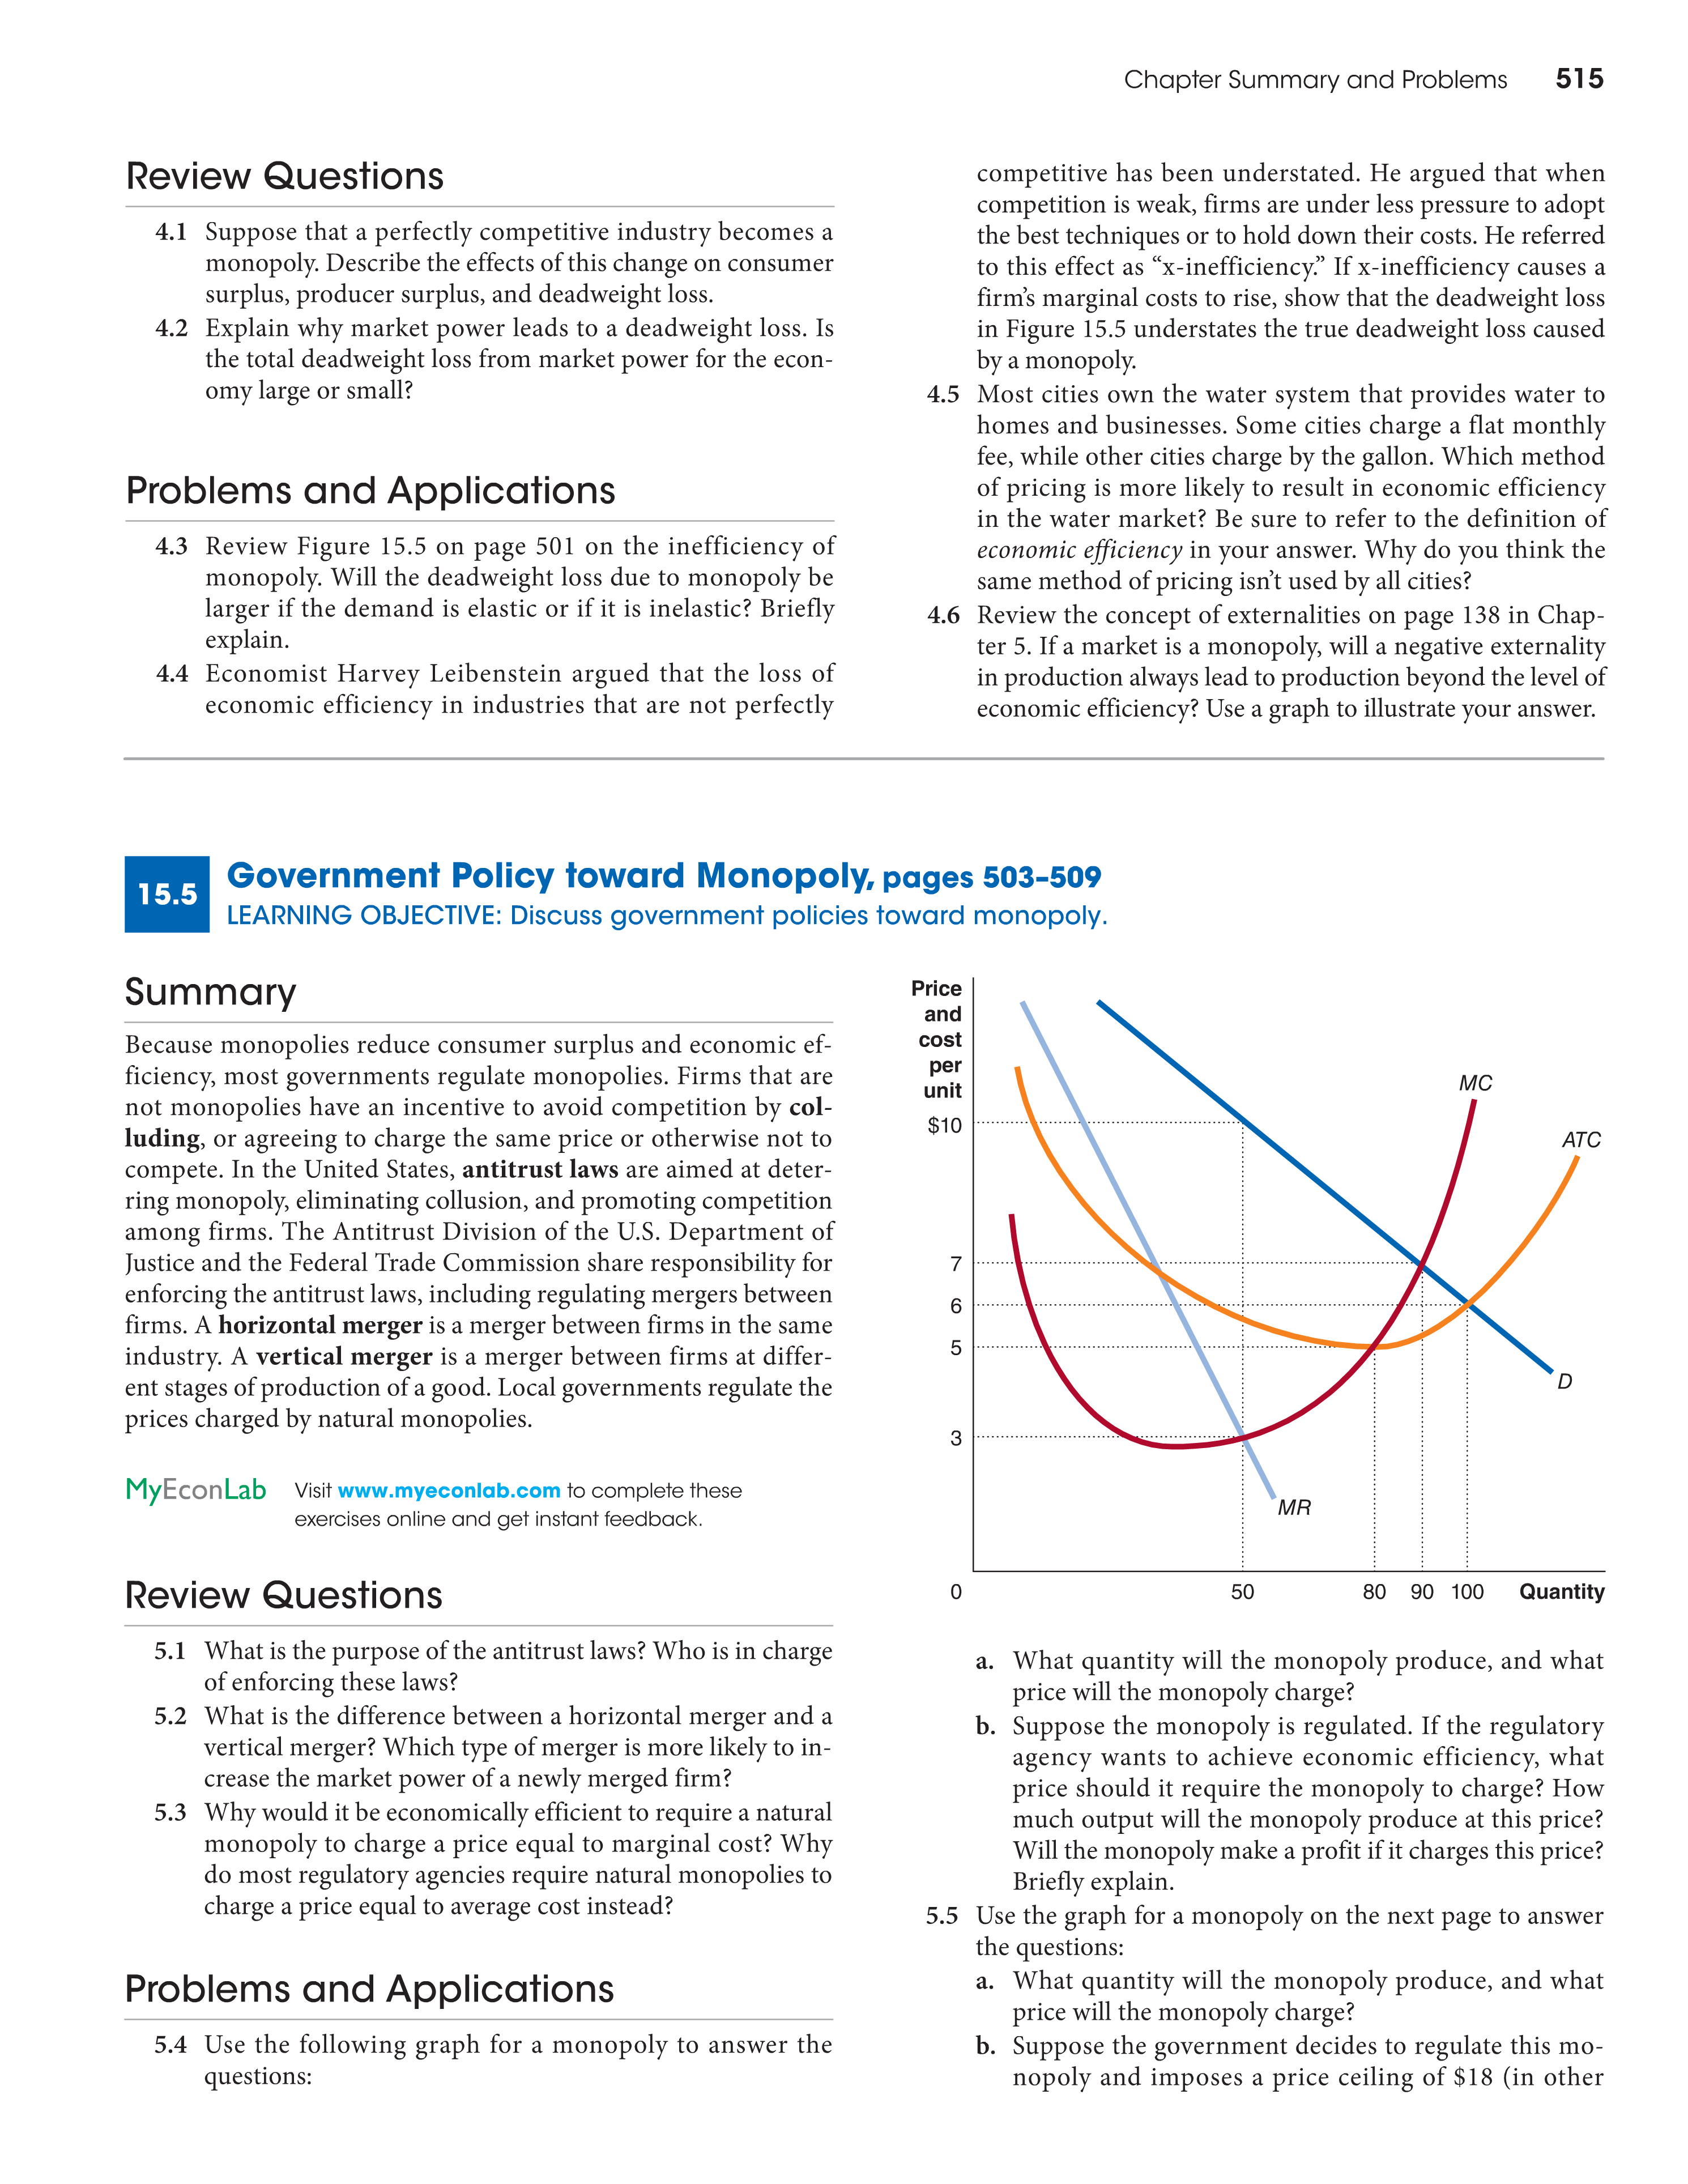 Chapter Summary and Problems 515
Review Questions
4.1 Suppose that a perfectly competitive industry becomes a
monopoly. Describe the effects of this change on consumer
surplus, producer surplus, and deadweight loss.
4.2 Explain why market power leads to a deadweight loss. Is
the total deadweight loss from market power for the econ-
omy large or small?
Problems and Applications
4.3 Review Figure 15.5 on page 501 on the inefficiency of
monopoly. Will the deadweight loss due to monopoly be
larger if the demand is elastic or if it is inelastic? Briefly
explain.
4.4 Economist Harvey Leibenstein argued that the loss of
economic efficiency in industries that are not perfectly
competitive has been understated. He argued that when
competition is weak, firms are under less pressure to adopt
the best techniques or to hold down their costs. He referred
to this effect as “x-inefficiency.” If x-inefficiency causes a
firm’s marginal costs to rise, show that the deadweight loss
in Figure 15.5 understates the true deadweight loss caused
by a monopoly.
4.5 Most cities own the water system that provides water to
homes and businesses. Some cities charge a flat monthly
fee, while other cities charge by the gallon. Which method
of pricing is more likely to result in economic efficiency
in the water market? Be sure to refer to the definition of
economic efficiency in your answer. Why do you think the
same method of pricing isn’t used by all cities?
4.6 Review the concept of externalities on page 138 in Chap-
ter 5. If a market is a monopoly, will a negative externality
in production always lead to production beyond the level of
economic efficiency? Use a graph to illustrate your answer.
15.5 Government Policy toward Monopoly, pages 503–509
LEARNING OBJECTIVE: Discuss government policies toward monopoly.
Summary
Because monopolies reduce consumer surplus and economic ef-
ficiency, most governments regulate monopolies. Firms that are
not monopolies have an incentive to avoid competition by col-
luding, or agreeing to charge the same price or otherwise not to
compete. In the United States, antitrust laws are aimed at deter-
ring monopoly, eliminating collusion, and promoting competition
among firms. The Antitrust Division of the U.S. Department of
Justice and the Federal Trade Commission share responsibility for
enforcing the antitrust laws, including regulating mergers between
firms. A horizontal merger is a merger between firms in the same
industry. A vertical merger is a merger between firms at differ-
ent stages of production of a good. Local governments regulate the
prices charged by natural monopolies.
MyEconLab Visit www.myeconlab.com to complete these
exercises online and get instant feedback.
Review Questions
5.1 What is the purpose of the antitrust laws? Who is in charge
of enforcing these laws?
5.2 What is the difference between a horizontal merger and a
vertical merger? Which type of merger is more likely to in-
crease the market power of a newly merged firm?
5.3 Why would it be economically efficient to require a natural
monopoly to charge a price equal to marginal cost? Why
do most regulatory agencies require natural monopolies to
charge a price equal to average cost instead?
Problems and Applications
5.4 Use the following graph for a monopoly to answer the
questions:
Price
and
cost
per
unit
MC
$10
ATC
7
6
5
D
3
MR
0 50 80 90 100 Quantity
a. What quantity will the monopoly produce, and what
price will the monopoly charge?
b. Suppose the monopoly is regulated. If the regulatory
agency wants to achieve economic efficiency, what
price should it require the monopoly to charge? How
much output will the monopoly produce at this price?
Will the monopoly make a profit if it charges this price?
Briefly explain.
5.5 Use the graph for a monopoly on the next page to answer
the questions:
a. What quantity will the monopoly produce, and what
price will the monopoly charge?
b. Suppose the government decides to regulate this mo-
nopoly and imposes a price ceiling of $18 (in other